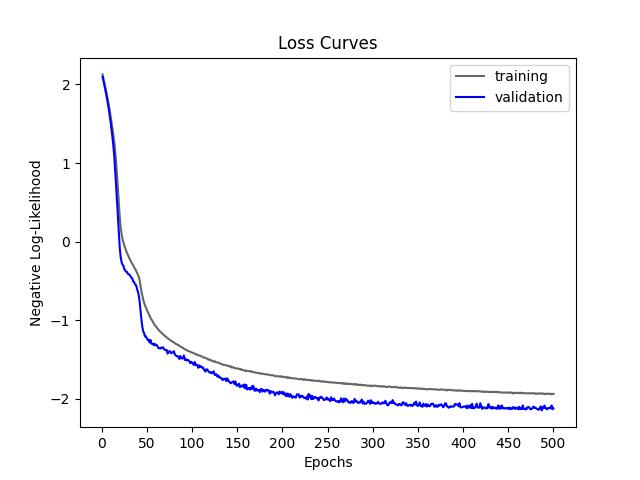 Loss Curves
training
validation
Negative Log-Likelihood
2
1
0
−1
−2
0 50 100 150 200 250 300 350 400 450 500
Epochs